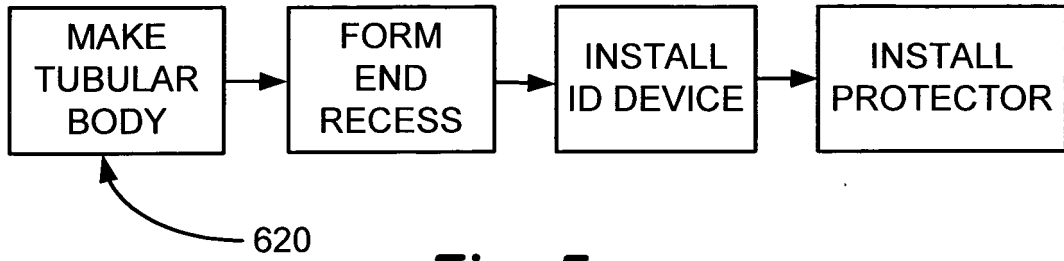 MAKE
TUBULAR
BODY
FORM
END
RECESS
INSTALL
ID DEVICE
INSTALL
PROTECTOR
620